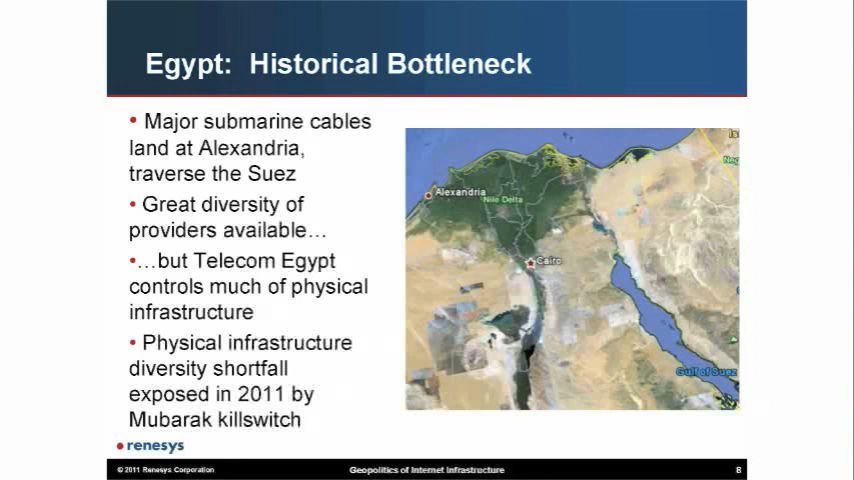 Egypt: Historical Bottleneck
• Major submarine cables
land at Alexandria,
traverse the Suez
• Great diversity of
providers available…
•…but Telecom Egypt
controls much of physical
infrastructure
• Physical infrastructure
diversity shortfall
exposed in 2011 by
Mubarak killswitch
Alexandria
Nile Delta
Cairo
Gulf of Suez
renesys
© 2011 Renesys Corporation
Geopolitics of Internet Infrastructure
8